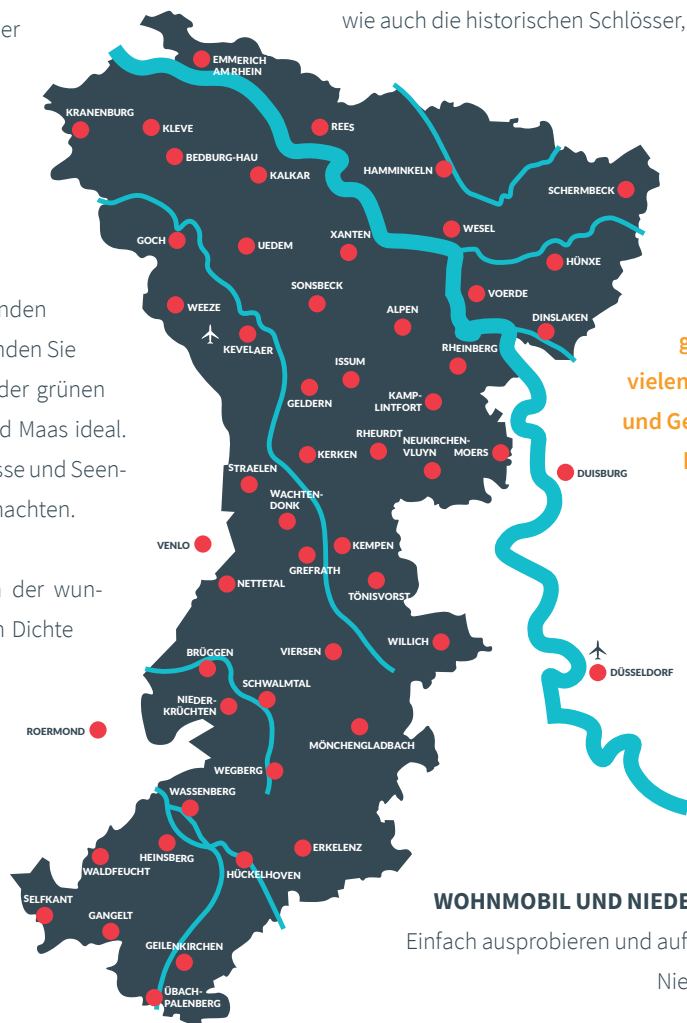 er
wie auch die historischen Schlösser,
EMMERICH
AM RHEIN
KRANENBURG
KLEVE
REES
BEDBURG-HAU
KALKAR
HAMMINKELN
SCHERMBECK
GOCH
UEDEM
XANTEN
WESEL
HÜNXE
SONSBECK
VOERDE
WEEZE
ALPEN
DINSLAKEN
KEVELAER
RHEINBERG
ISSUM
GELDERN
KAMP-
LINTFORT
RHEURDT
NEUKIRCHEN-
VLUYN
MOERS
KERKEN
STRAELEN
DUISBURG
WACHTEN-
DONK
VENLO
KEMPEN
GREFRATH
NETTETAL
TÖNISVORST
WILLICH
BRÜGGEN
VIERSEN
DÜSSELDORF
SCHWALMTAL
NIEDER-
KRÜCHTEN
ROERMOND
MÖNCHENGLADBACH
WEGBERG
WASSENBERG
ERKELENZ
HEINSBERG
WALDFEUCHT
HÜCKELHOVEN
SELFKANT
GANGELT
GEILENKIRCHEN
ÜBACH-
PALENBERG
nden
nden Sie
der grünen
d Maas ideal.
sse und Seen-
nachten.
der wun-
n Dichte
g
vielen
und Ge
WOHNMOBIL UND NIEDE
Einfach ausprobieren und auf
Nie